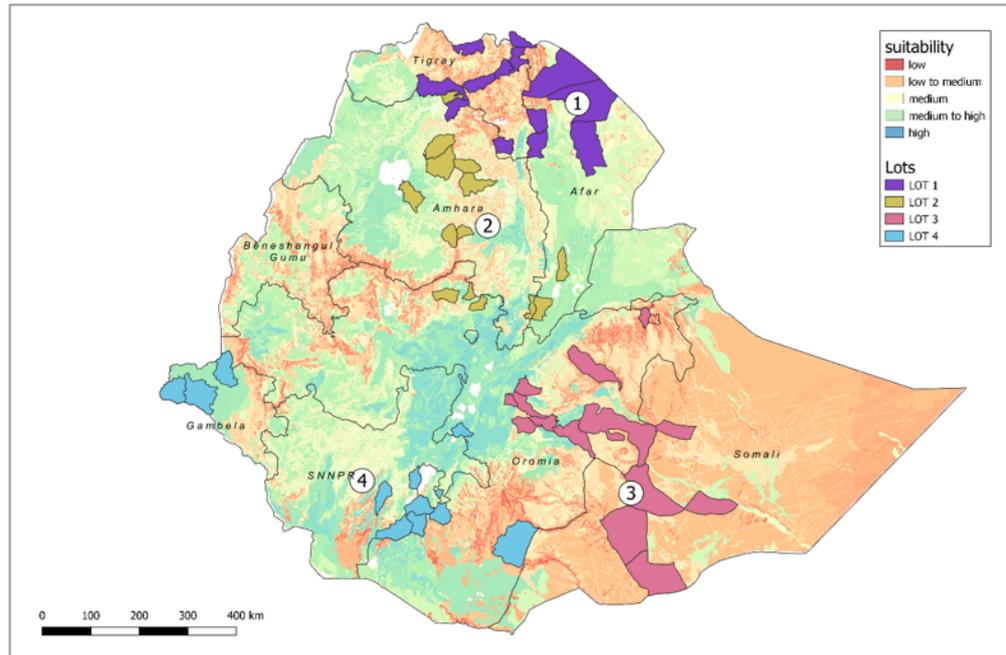 suitability
low
low to medium
medium
medium to high
high
Lots
LOT 1
LOT 2
LOT 3
LOT 4
Tigray
1
Afar
Amhara
2
Beneshangul
Gumu
Gambela
SNNPR
4
Oromia
Somali
3
0 100 200 300 400 km